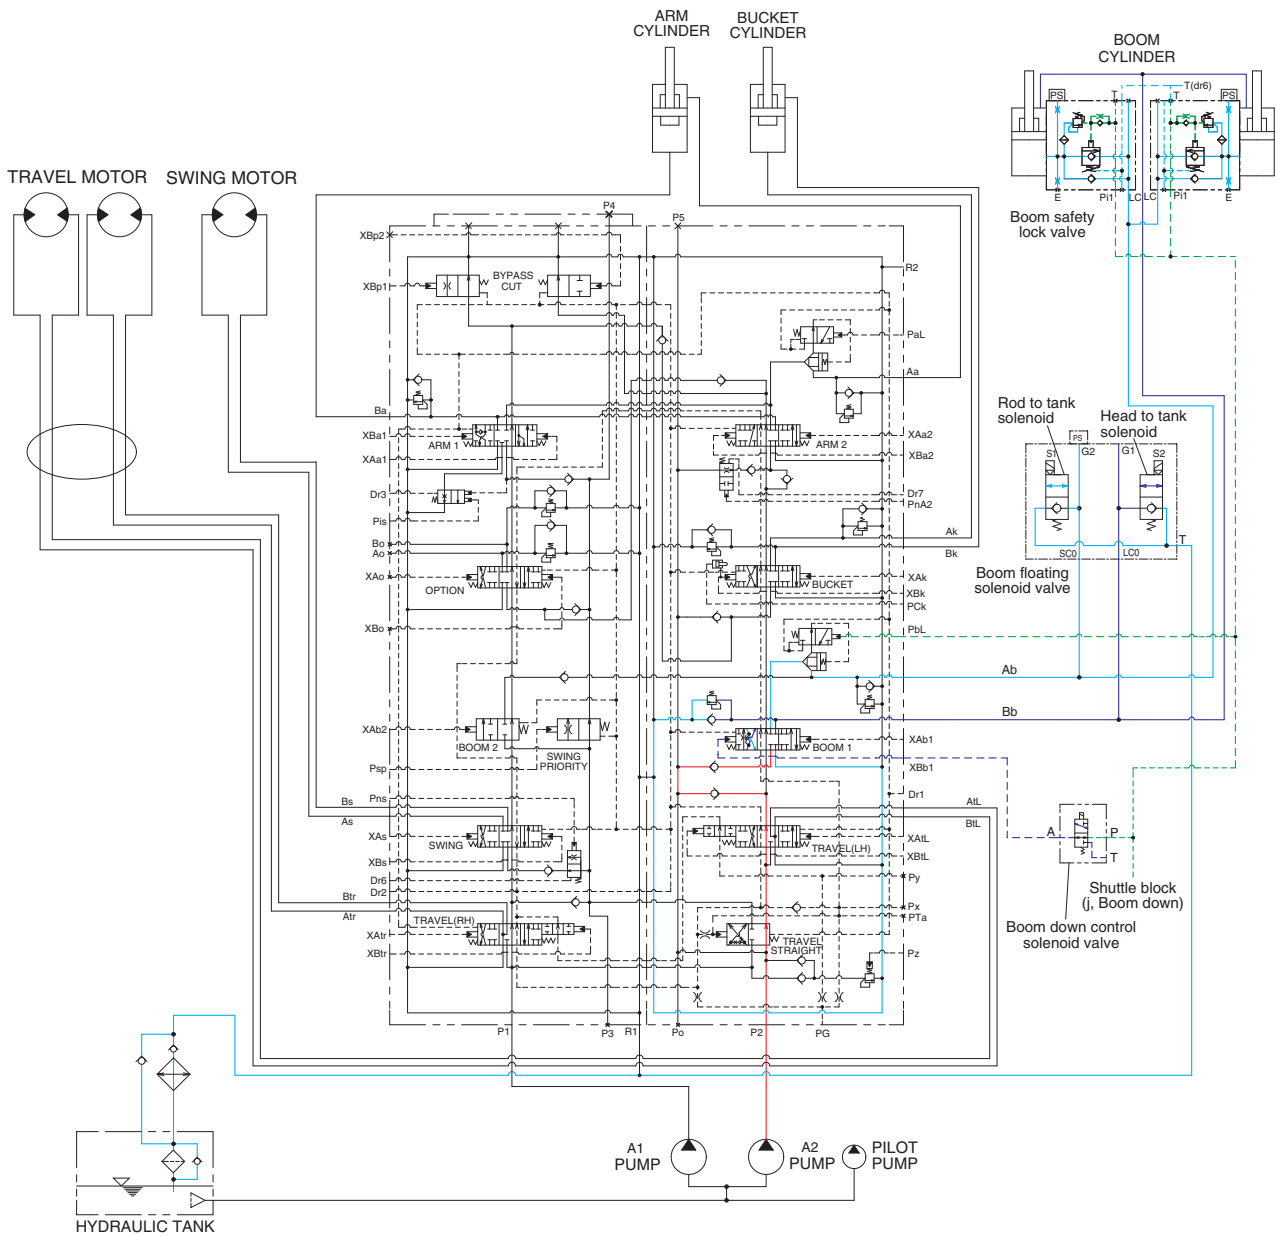 ARM
CYLINDER
BUCKET
CYLINDER
BOOM
CYLINDER
T(dr6)
PS
T
T
PS
E
Pi1
LC
LC
Pi1
E
Boom safety
lock valve
TRAVEL MOTOR
SWING MOTOR
P4
P5
XBp2
XBp1
BYPASS
CUT
R2
PaL
Aa
Ba
XBa1
ARM 1
XAa1
ARM 2
XAa2
XBa2
Dr3
Pis
Dr7
PnA2
Bo
Ao
Ak
Bk
XAo
OPTION
XBo
BUCKET
XAk
XBk
PCk
PbL
Rod to tank
solenoid
Head to tank
solenoid
S1
PS
G2
G1
S2
SC0
LC0
T
Boom floating
solenoid valve
Ab
Bb
XAb2
BOOM 2
SWING
PRIORITY
Psp
BOOM 1
XAb1
XBb1
Dr1
Pns
Bs
As
AtL
BtL
XAs
SWING
XBs
Dr6
Dr2
TRAVEL(LH)
XAtL
XBtL
Py
A
P
T
Shuttle block
(j, Boom down)
Boom down control
solenoid valve
Btr
Atr
TRAVEL(RH)
XAtr
XBtr
Px
PTa
TRAVEL
STRAIGHT
Pz
P1
P3
R1
Po
P2
PG
A1
PUMP
A2
PUMP
PILOT
PUMP
HYDRAULIC TANK